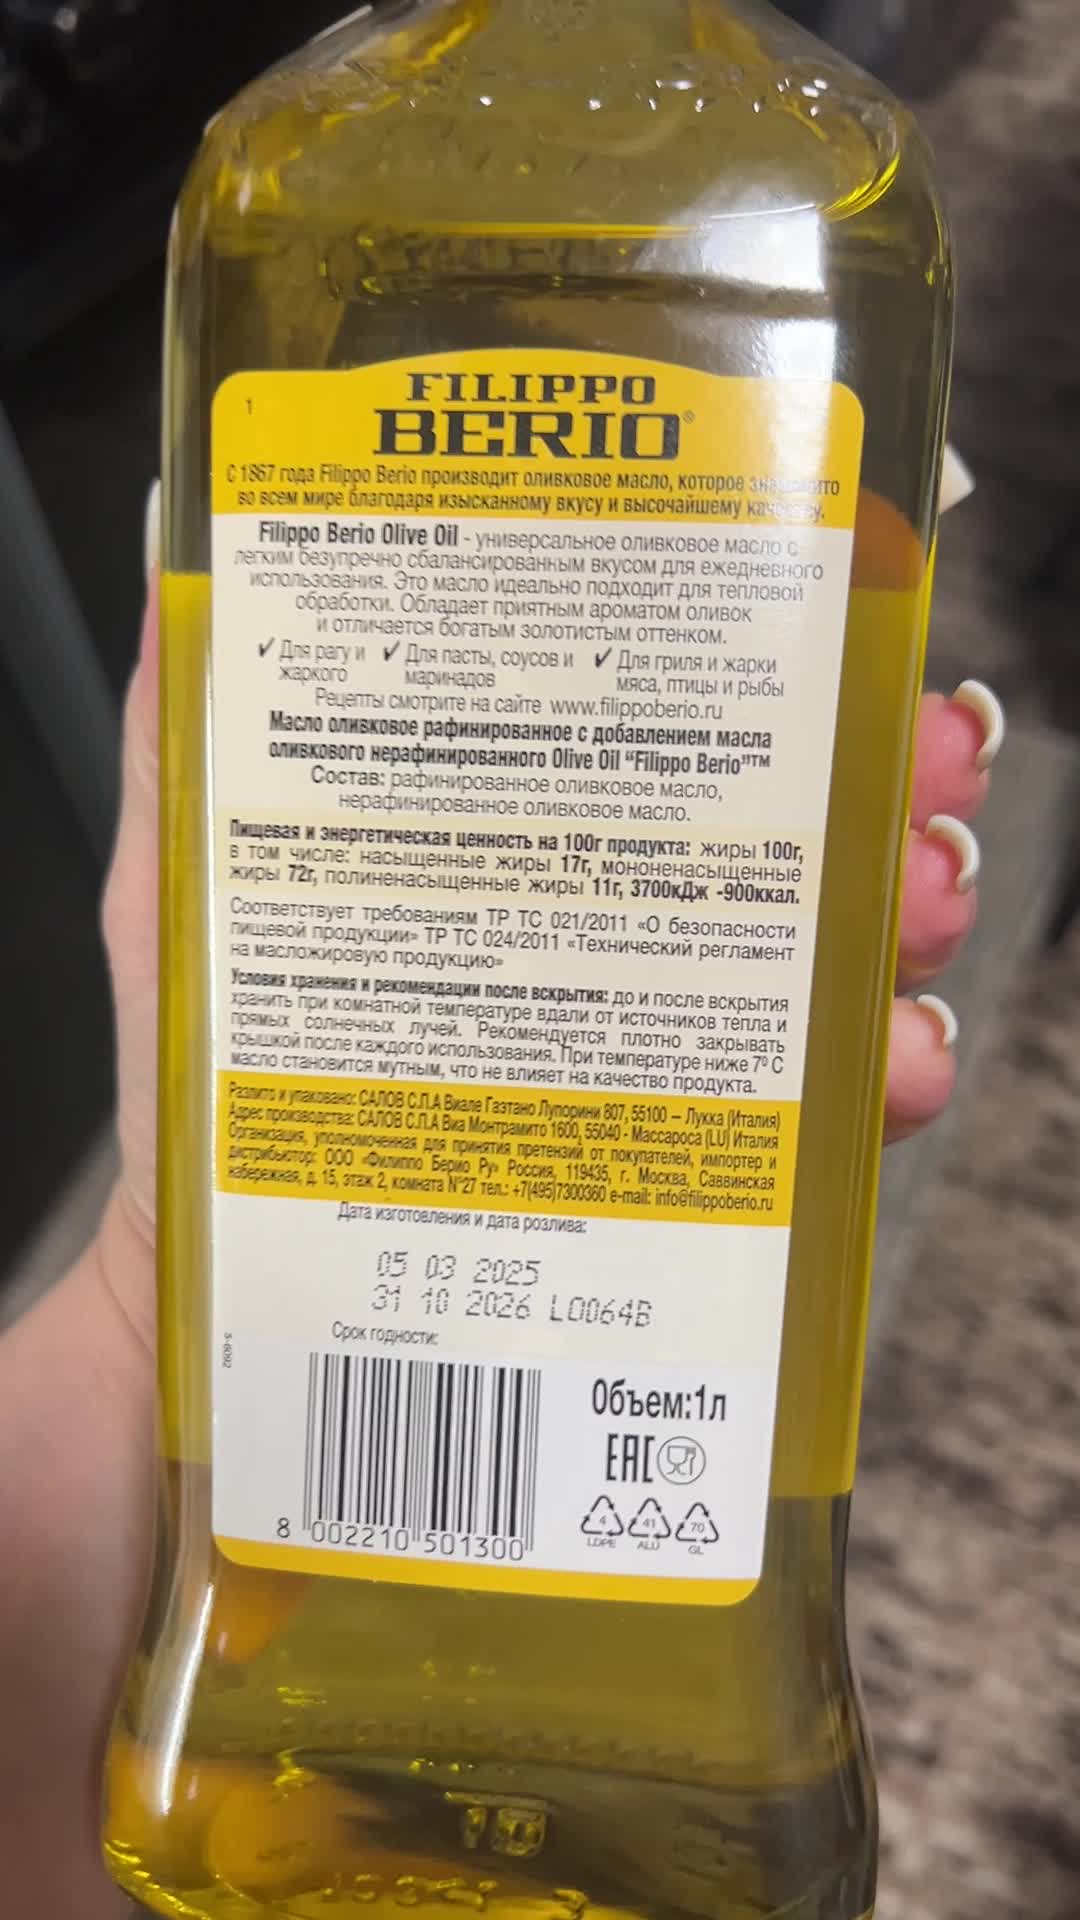 1
FILIPPO
BERIO®
С 1867 года Filippo Berio производит оливковое масло, которое знаменито
во всем мире благодаря изысканному вкусу и высочайшему качеству.
Filippo Berio Olive Oil - универсальное оливковое масло с
легким безупречно сбалансированным вкусом для ежедневного
использования. Это масло идеально подходит для тепловой
обработки. Обладает приятным ароматом оливок
и отличается богатым золотистым оттенком.
✓ Для рагу и ✓ Для пасты, соусов и ✓ Для гриля и жарки
жаркого маринадов мяса, птицы и рыбы
Рецепты смотрите на сайте www.filippoberio.ru
Масло оливковое рафинированное с добавлением масла
оливкового нерафинированного Olive Oil “Filippo Berio”™
Состав: рафинированное оливковое масло,
нерафинированное оливковое масло.
Пищевая и энергетическая ценность на 100г продукта: жиры 100г,
в том числе: насыщенные жиры 17г, мононенасыщенные
жиры 72г, полиненасыщенные жиры 11г, 3700кДж -900ккал.
Соответствует требованиям ТР ТС 021/2011 «О безопасности
пищевой продукции» ТР ТС 024/2011 «Технический регламент
на масложировую продукцию»
Условия хранения и рекомендации после вскрытия: до и после вскрытия
хранить при комнатной температуре вдали от источников тепла и
прямых солнечных лучей. Рекомендуется плотно закрывать
крышкой после каждого использования. При температуре ниже 7º С
масло становится мутным, что не влияет на качество продукта.
Разлито и упаковано: САЛОВ С.П.А Виале Гаэтано Лупорини 807, 55100 – Лукка (Италия)
Адрес производства: САЛОВ С.П.А Виа Монтрамито 1600, 55040 - Массароса (LU) Италия
Организация, уполномоченная для принятия претензий от покупателей, импортер и
дистрибьютор: ООО «Филиппо Берио Ру» Россия, 119435, г. Москва, Саввинская
набережная, д. 15, этаж 2, комната N°27 тел.: +7(495)7300360 e-mail: info@filippoberio.ru
Дата изготовления и дата розлива:
05 03 2025
31 10 2026 L0064B
Срок годности:
S-6092
Объем:1л
EAC
4 41 70
LDPE ALU GL
8 002210 501300